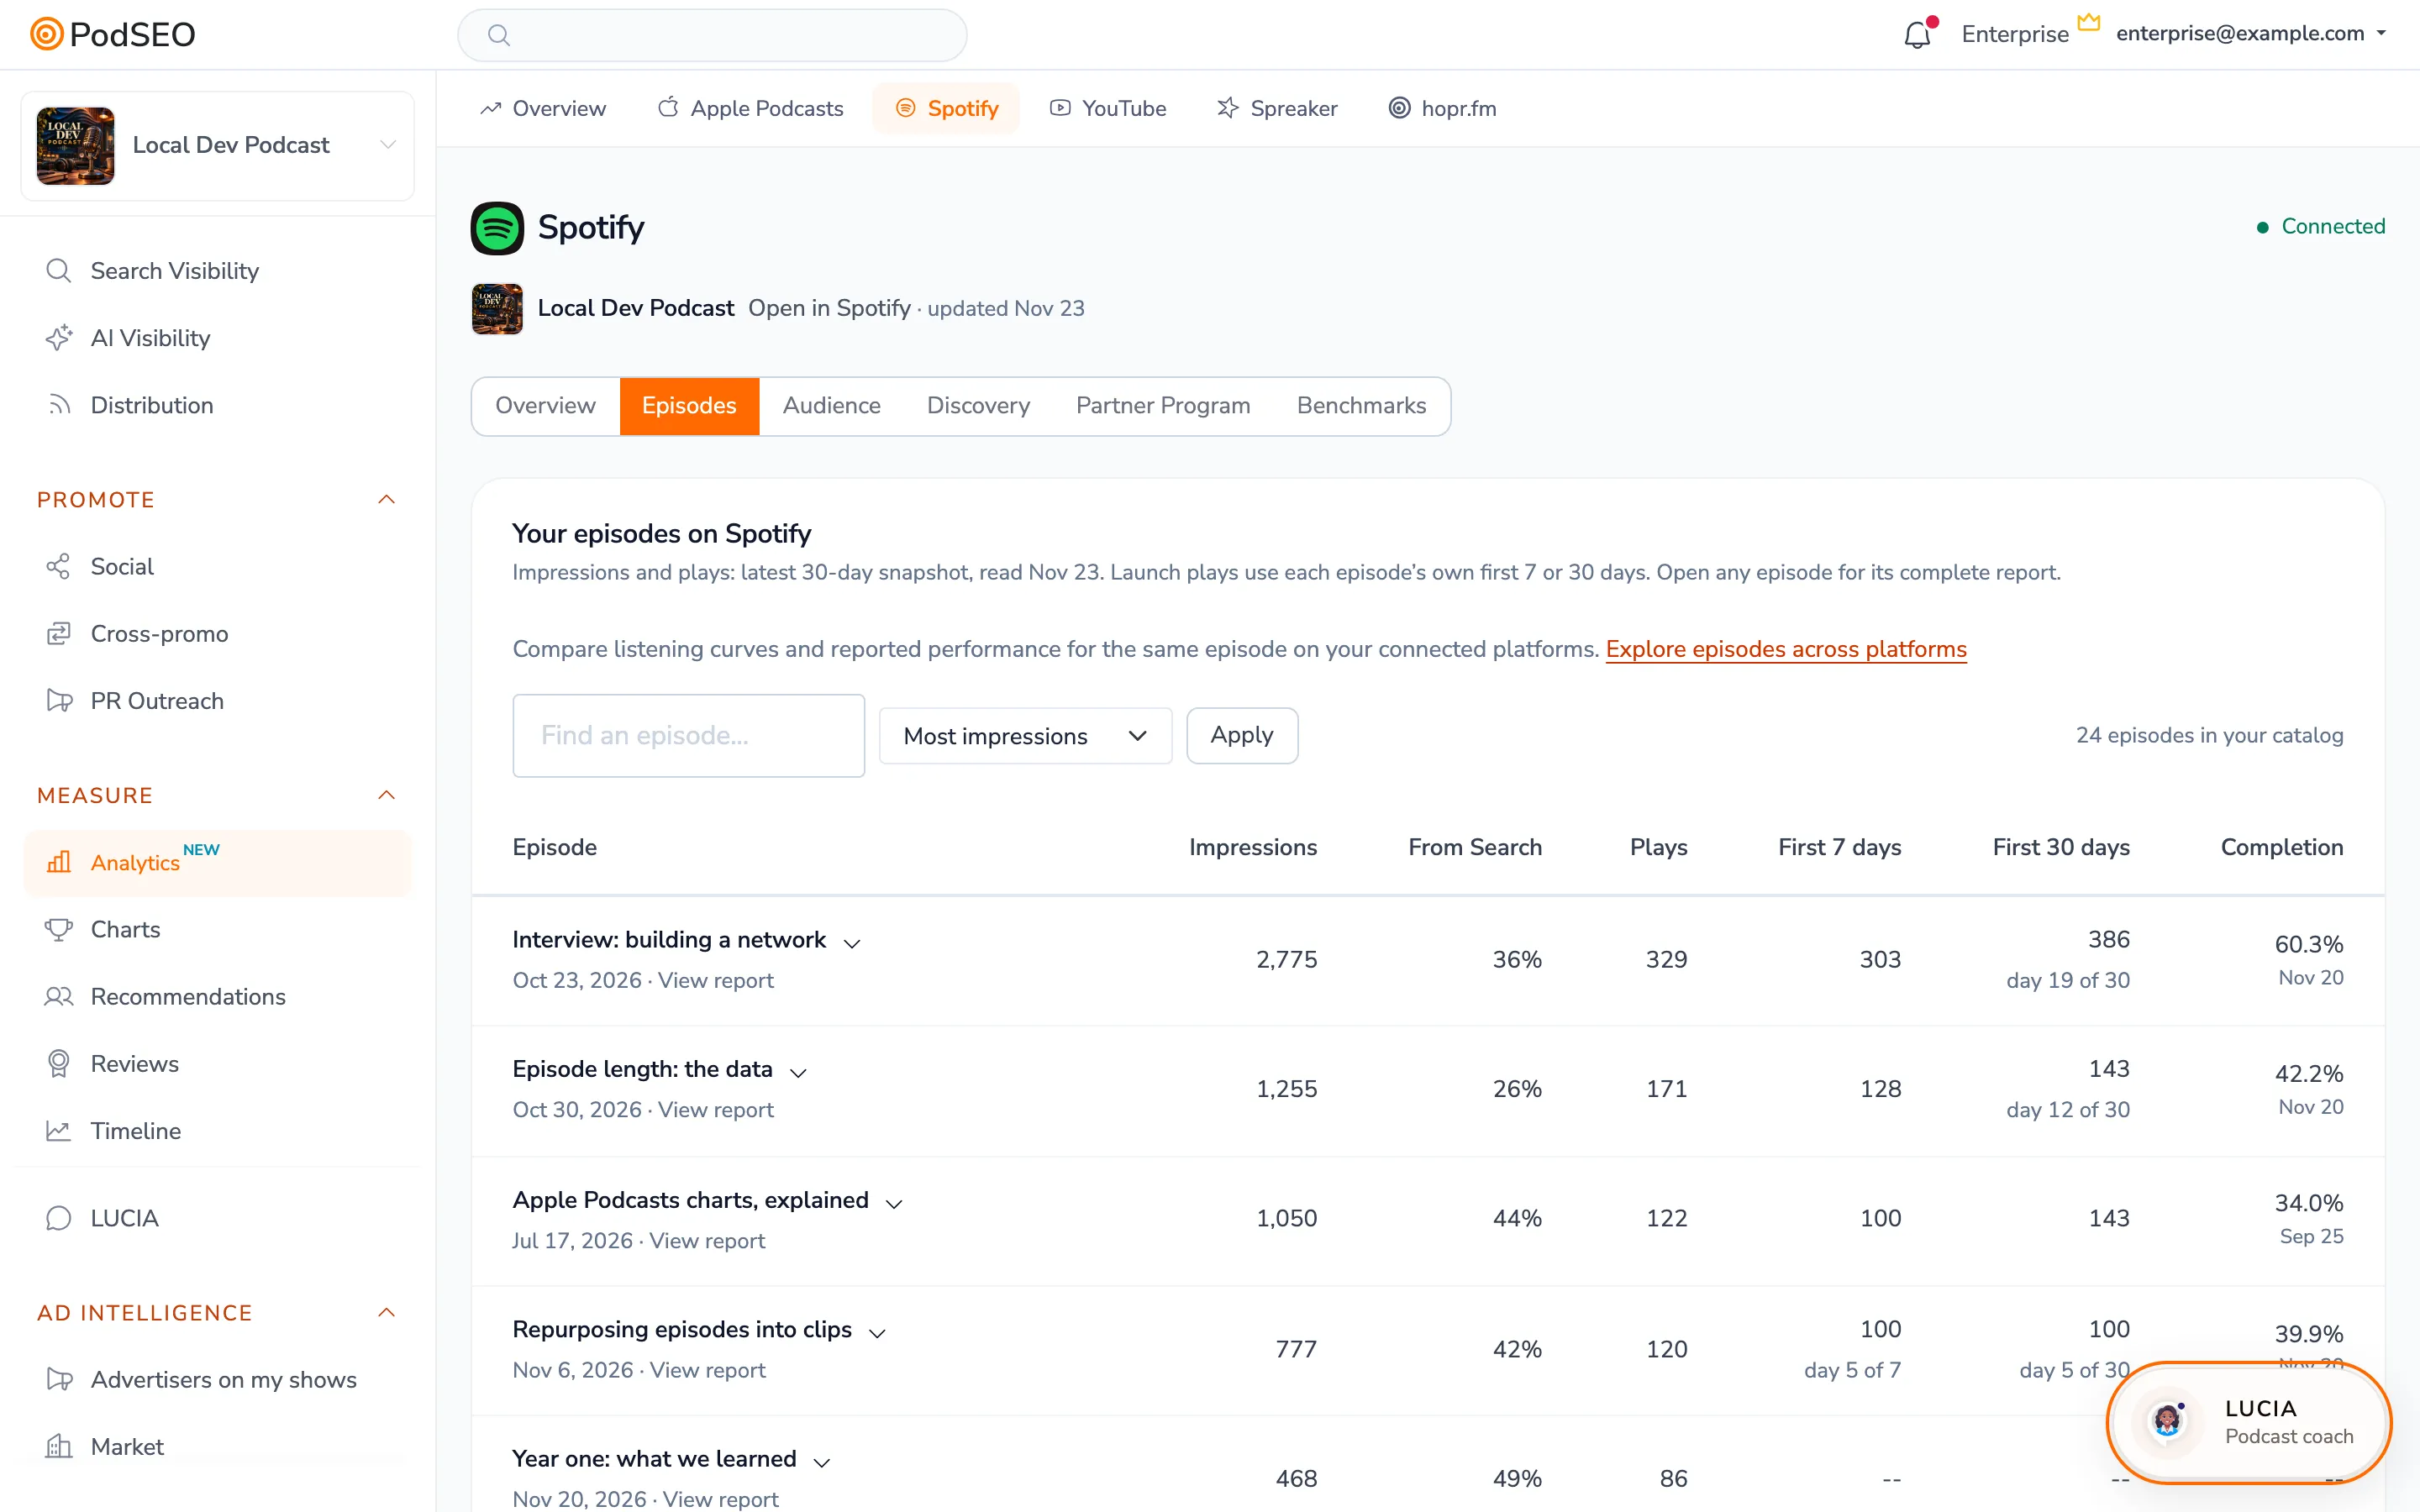 PodSEO
Enterprise
enterprise@example.com
Local Dev Podcast
Search Visibility
AI Visibility
Distribution
PROMOTE
Social
Cross-promo
PR Outreach
MEASURE
Analytics NEW
Charts
Recommendations
Reviews
Timeline
LUCIA
AD INTELLIGENCE
Advertisers on my shows
Market
Overview
Apple Podcasts
Spotify
YouTube
Spreaker
hopr.fm
Spotify
Connected
LOCAL DEV PODCAST
Local Dev Podcast Open in Spotify · updated Nov 23
Overview
Episodes
Audience
Discovery
Partner Program
Benchmarks
Your episodes on Spotify
Impressions and plays: latest 30-day snapshot, read Nov 23. Launch plays use each episode’s own first 7 or 30 days. Open any episode for its complete report.
Compare listening curves and reported performance for the same episode on your connected platforms. Explore episodes across platforms
Find an episode...
Most impressions
Apply
24 episodes in your catalog
Episode Impressions From Search Plays First 7 days First 30 days Completion
Interview: building a network 2,775 36% 329 303 386 60.3%
Oct 23, 2026 · View report day 19 of 30 Nov 20
Episode length: the data 1,255 26% 171 128 143 42.2%
Oct 30, 2026 · View report day 12 of 30 Nov 20
Apple Podcasts charts, explained 1,050 44% 122 100 143 34.0%
Jul 17, 2026 · View report Sep 25
Repurposing episodes into clips 777 42% 120 100 100 39.9%
Nov 6, 2026 · View report day 5 of 7 day 5 of 30 Nov 20
Year one: what we learned 468 49% 86 -- -- --
Nov 20, 2026 · View report
LUCIA
Podcast coach